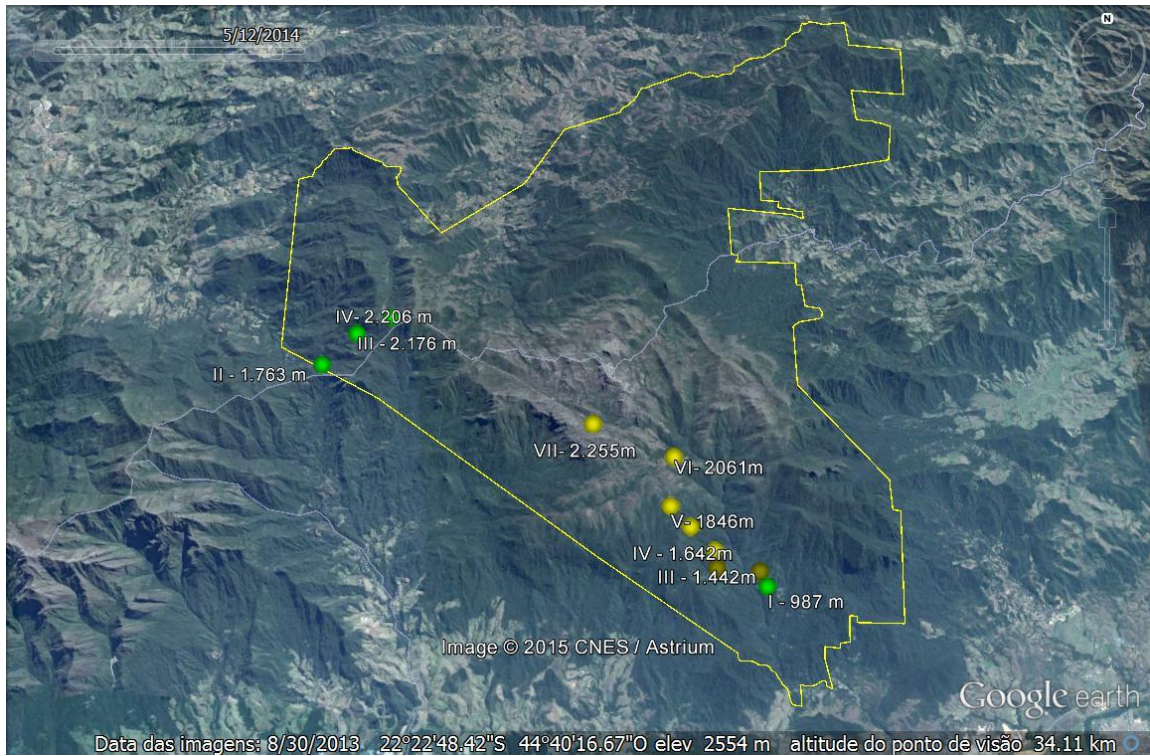 5/12/2014
N
IV- 2.206 m
III - 2.176 m
II - 1.763 m
VII- 2.255m
VI- 2061m
V- 1846m
IV - 1.642m
III - 1.442m
I - 987 m
Image © 2015 CNES / Astrium
Google earth
Data das imagens: 8/30/2013 22°22'48.42"S 44°40'16.67"O elev 2554 m altitude do ponto de visão 34.11 km